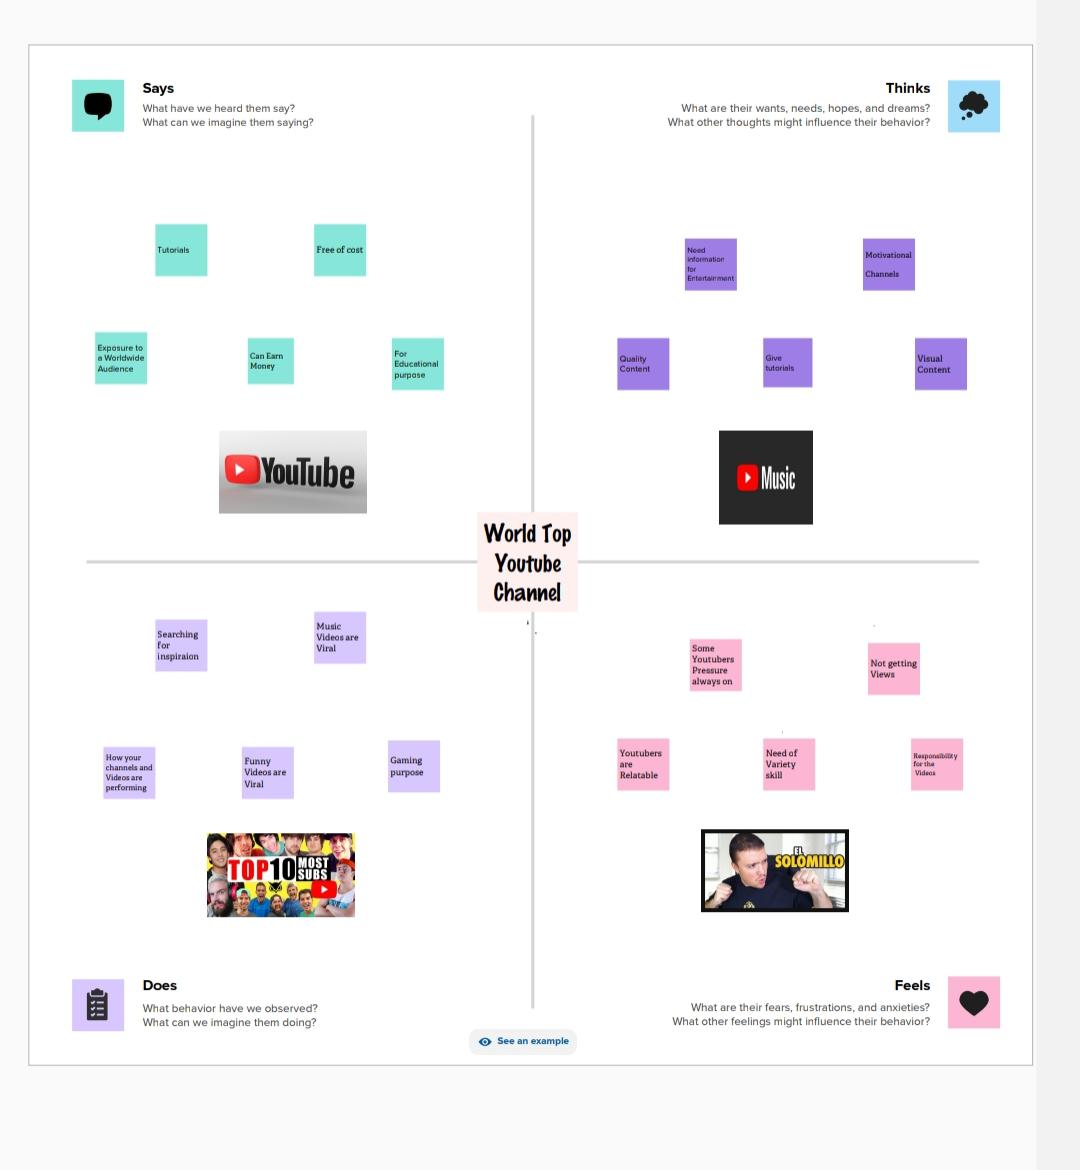 Says
What have we heard them say?
What can we imagine them saying?
Thinks
What are their wants, needs, hopes, and dreams?
What other thoughts might influence their behavior?
Tutorials
Free of cost
Exposure to
a Worldwide
Audience
Can Earn
Money
For
Educational
purpose
YouTube
Need
information
for
Entertainment
Motivational
Channels
Quality
Content
Give
tutorials
Visual
Content
Music
World Top
Youtube
Channel
Searching
for
inspiraion
Music
Videos are
Viral
How your
channels and
Videos are
performing
Funny
Videos are
Viral
Gaming
purpose
TOP10 MOST
SUBS
Some
Youtubers
Pressure
always on
Not getting
Views
Youtubers
are
Relatable
Need of
Variety
skill
Responsibility
for the
Videos
EL
SOLOMILLO
Does
What behavior have we observed?
What can we imagine them doing?
Feels
What are their fears, frustrations, and anxieties?
What other feelings might influence their behavior?
See an example